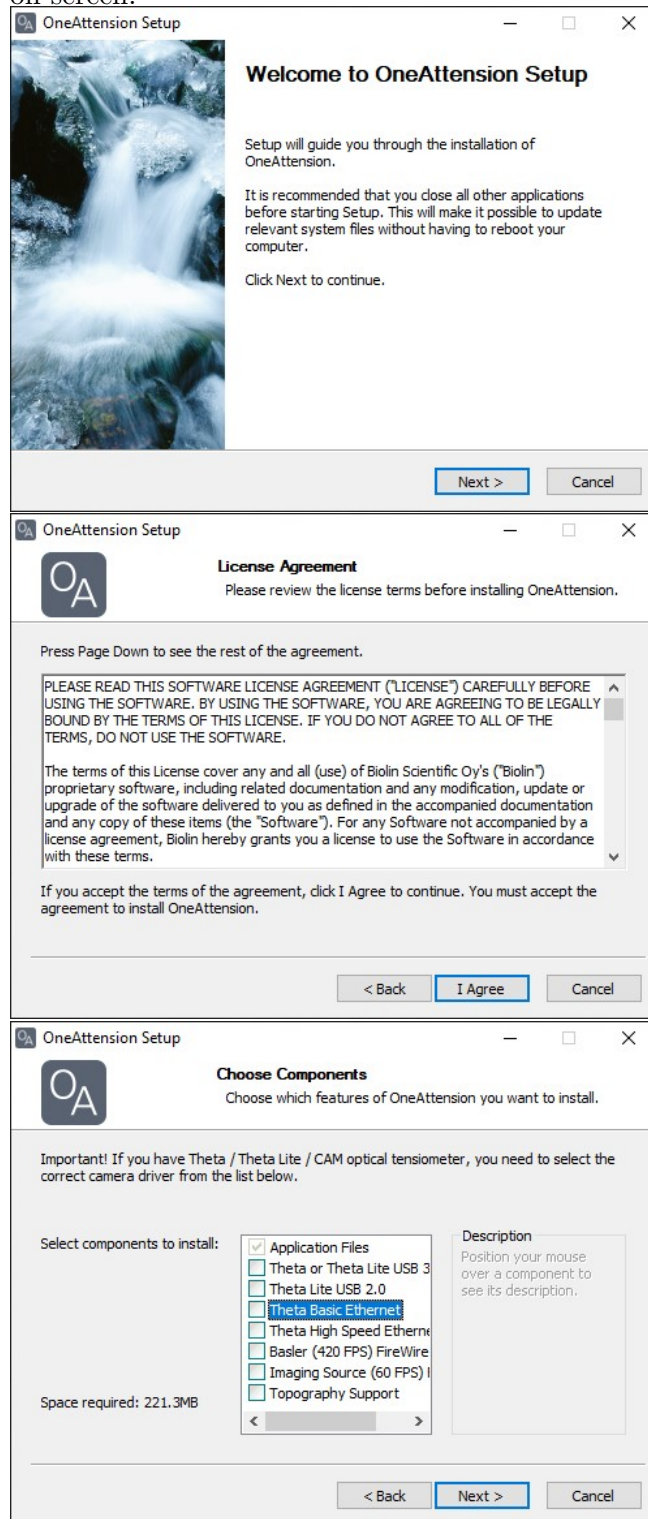 OneAttension Setup
Welcome to OneAttension Setup
Setup will guide you through the installation of
OneAttension.
It is recommended that you close all other applications
before starting Setup. This will make it possible to update
relevant system files without having to reboot your
computer.
Click Next to continue.
Next >
Cancel
OneAttension Setup
OA
License Agreement
Please review the license terms before installing OneAttension.
Press Page Down to see the rest of the agreement.
PLEASE READ THIS SOFTWARE LICENSE AGREEMENT ("LICENSE") CAREFULLY BEFORE
USING THE SOFTWARE. BY USING THE SOFTWARE, YOU ARE AGREEING TO BE LEGALLY
BOUND BY THE TERMS OF THIS LICENSE. IF YOU DO NOT AGREE TO ALL OF THE
TERMS, DO NOT USE THE SOFTWARE.
The terms of this License cover any and all (use) of Biolin Scientific Oy's ("Biolin")
proprietary software, including related documentation and any modification, update or
upgrade of the software delivered to you as defined in the accompanied documentation
and any copy of these items (the "Software"). For any Software not accompanied by a
license agreement, Biolin hereby grants you a license to use the Software in accordance
with these terms.
If you accept the terms of the agreement, click I Agree to continue. You must accept the
agreement to install OneAttension.
< Back
I Agree
Cancel
OneAttension Setup
OA
Choose Components
Choose which features of OneAttension you want to install.
Important! If you have Theta / Theta Lite / CAM optical tensiometer, you need to select the
correct camera driver from the list below.
Select components to install:
Application Files
Theta or Theta Lite USB 3
Theta Lite USB 2.0
Theta Basic Ethernet
Theta High Speed Etherne
Basler (420 FPS) FireWire
Imaging Source (60 FPS)
Topography Support
Description
Position your mouse
over a component to
see its description.
Space required: 221.3MB
< Back
Next >
Cancel